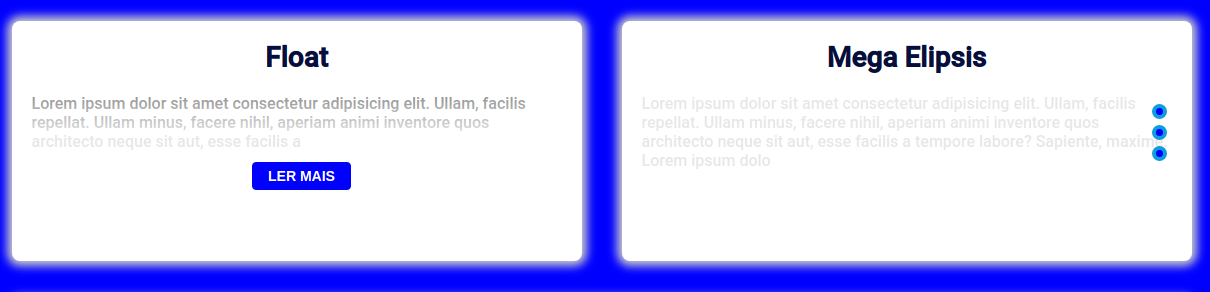 Float
Lorem ipsum dolor sit amet consectetur adipisicing elit. Ullam, facilis
repellat. Ullam minus, facere nihil, aperiam animi inventore quos
architecto neque sit aut, esse facilis a
LER MAIS
Mega Elipsis
Lorem ipsum dolor sit amet consectetur adipisicing elit. Ullam, facilis
repellat. Ullam minus, facere nihil, aperiam animi inventore quos
architecto neque sit aut, esse facilis a tempore labore? Sapiente, maxime
Lorem ipsum dolo